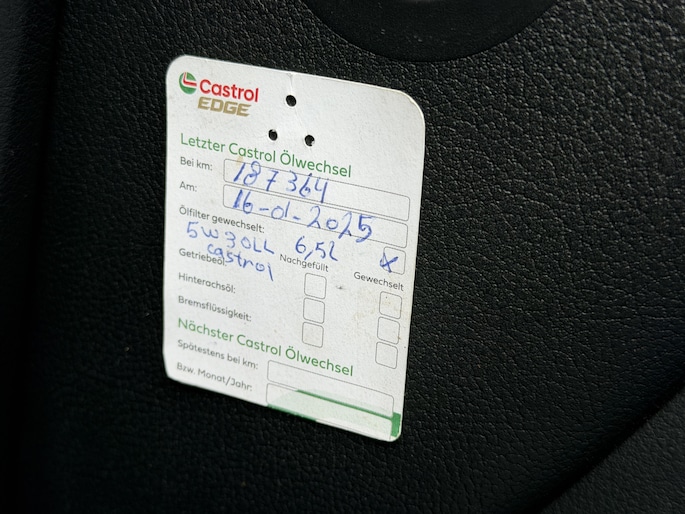 Castrol
EDGE
Letzter Castrol Ölwechsel
Bei km: 187364
Am: 16-01-2025
Ölfilter gewechselt: x
5W30LL 6,5L
castrol
Getriebeöl: Nachgefüllt Gewechselt
Hinterachsöl:
Bremsflüssigkeit:
Nächster Castrol Ölwechsel
Spätestens bei km:
Bzw. Monat/Jahr: